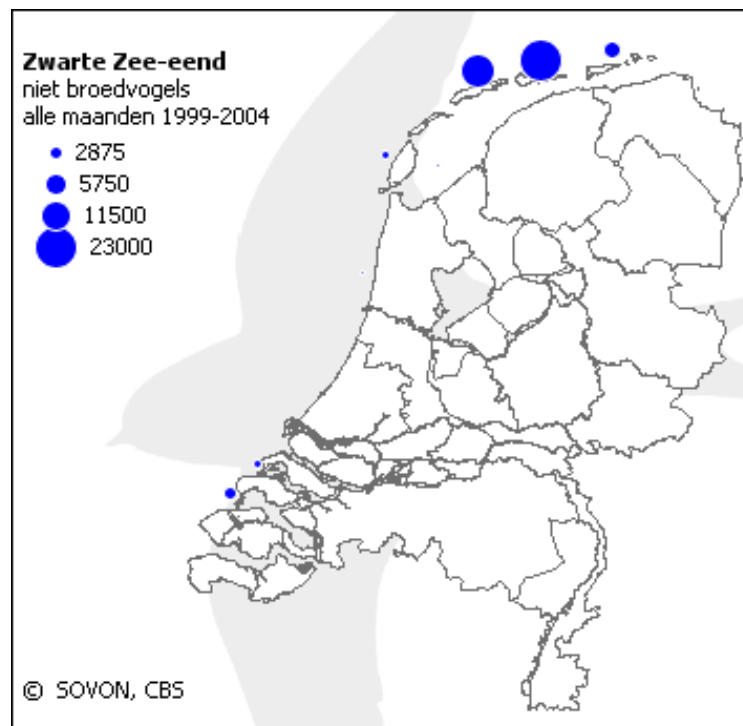 Zwarte Zee-eend
niet broedvogels
alle maanden 1999-2004
2875
5750
11500
23000
© SOVON, CBS